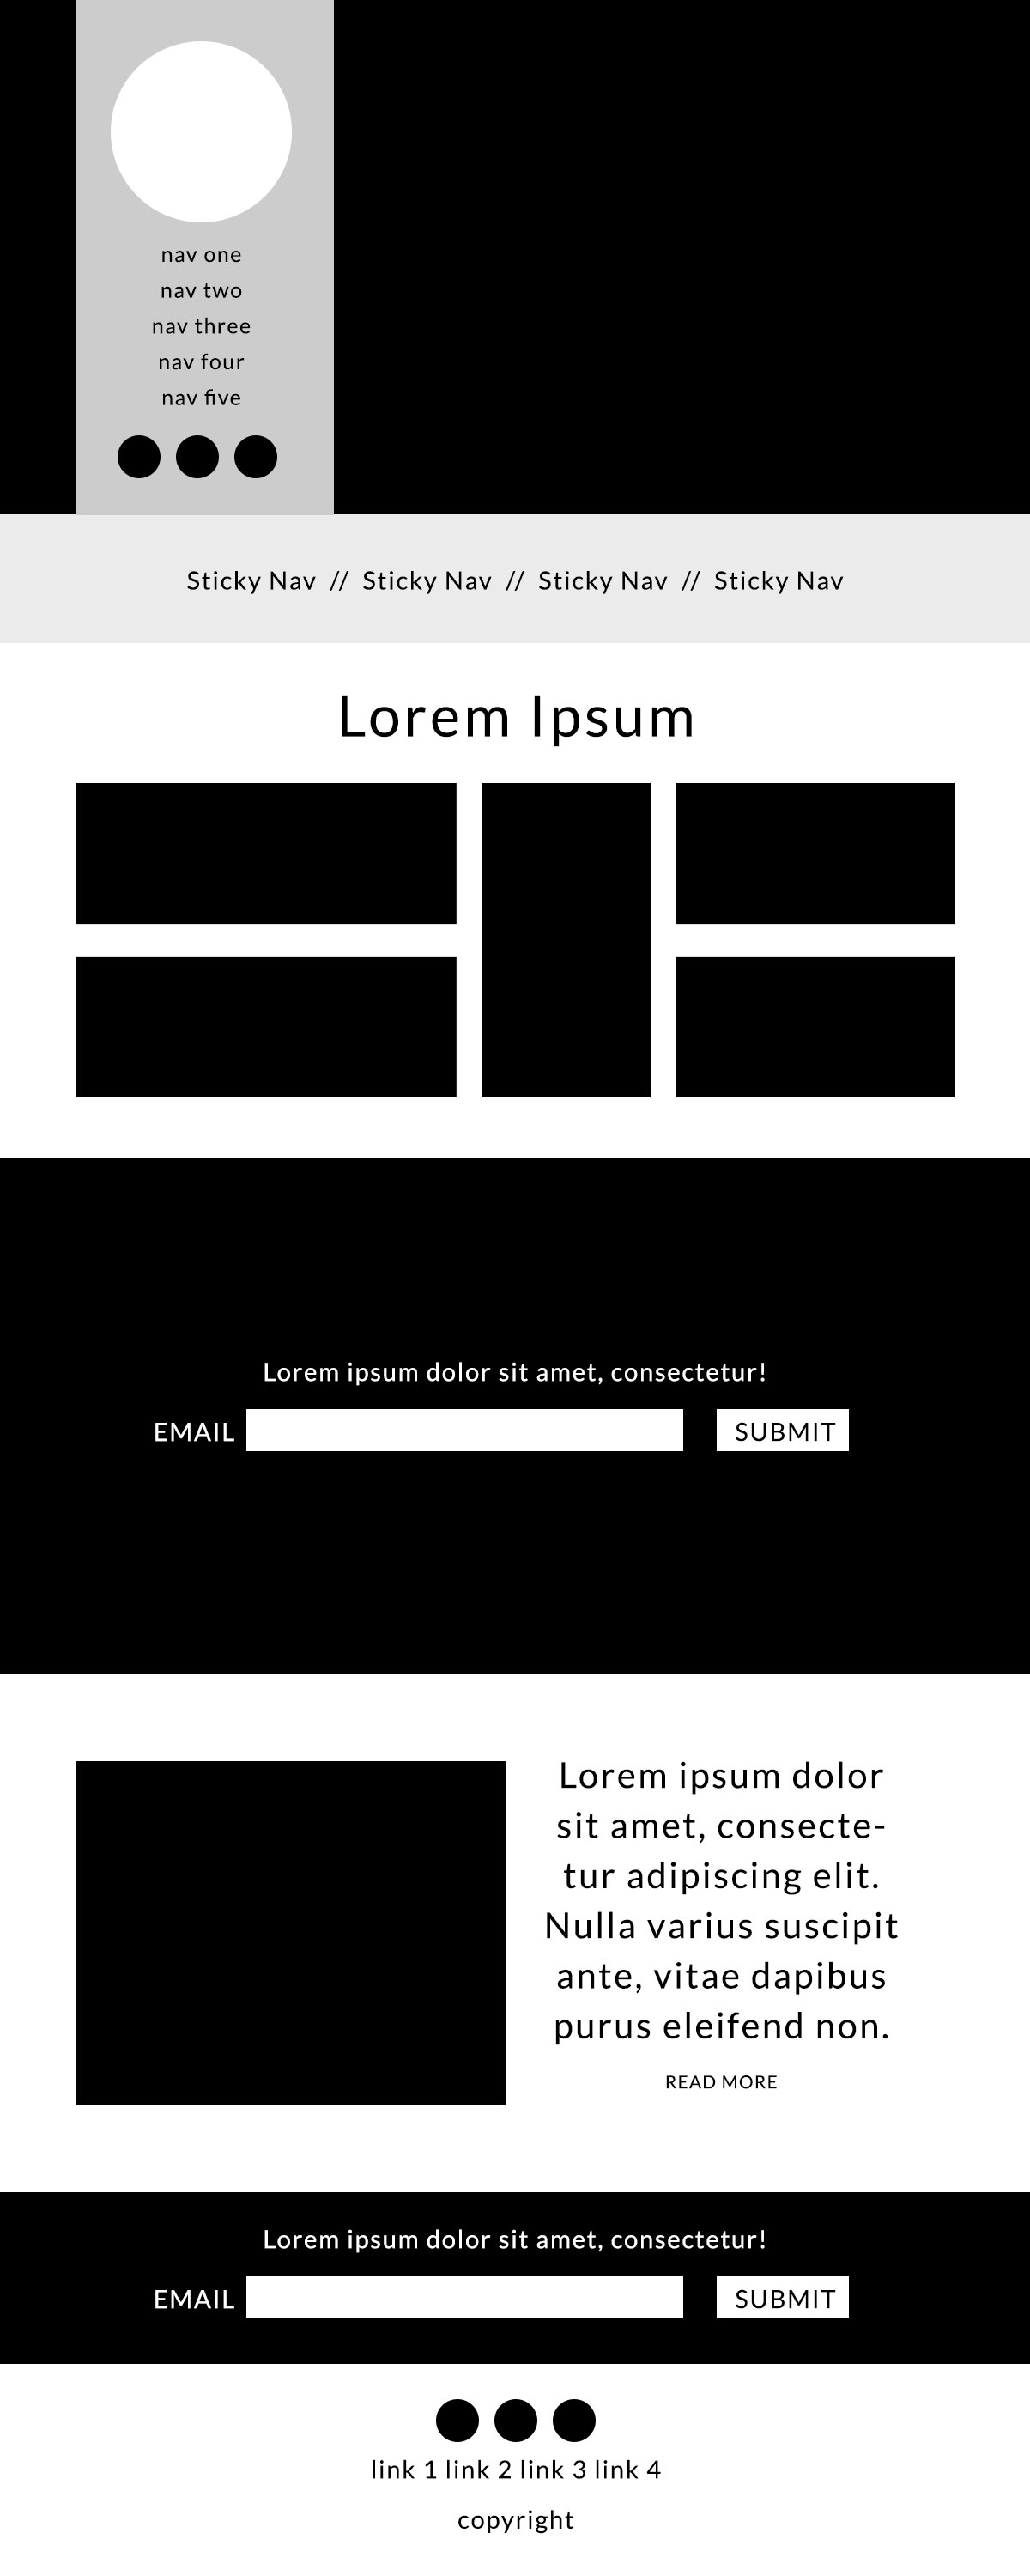 nav one
nav two
nav three
nav four
nav five
Sticky Nav // Sticky Nav // Sticky Nav // Sticky Nav
Lorem Ipsum
Lorem ipsum dolor sit amet, consectetur!
EMAIL SUBMIT
Lorem ipsum dolor
sit amet, consecte-
tur adipiscing elit.
Nulla varius suscipit
ante, vitae dapibus
purus eleifend non.
READ MORE
Lorem ipsum dolor sit amet, consectetur!
EMAIL SUBMIT
link 1 link 2 link 3 link 4
copyright